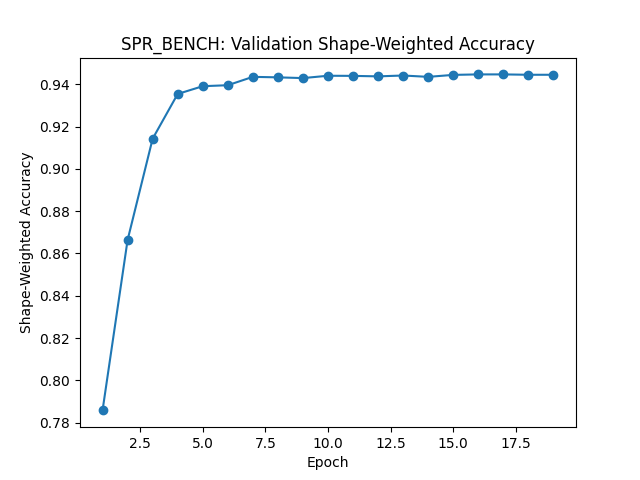 SPR_BENCH: Validation Shape-Weighted Accuracy
Shape-Weighted Accuracy
0.94
0.92
0.90
0.88
0.86
0.84
0.82
0.80
0.78
2.5 5.0 7.5 10.0 12.5 15.0 17.5
Epoch